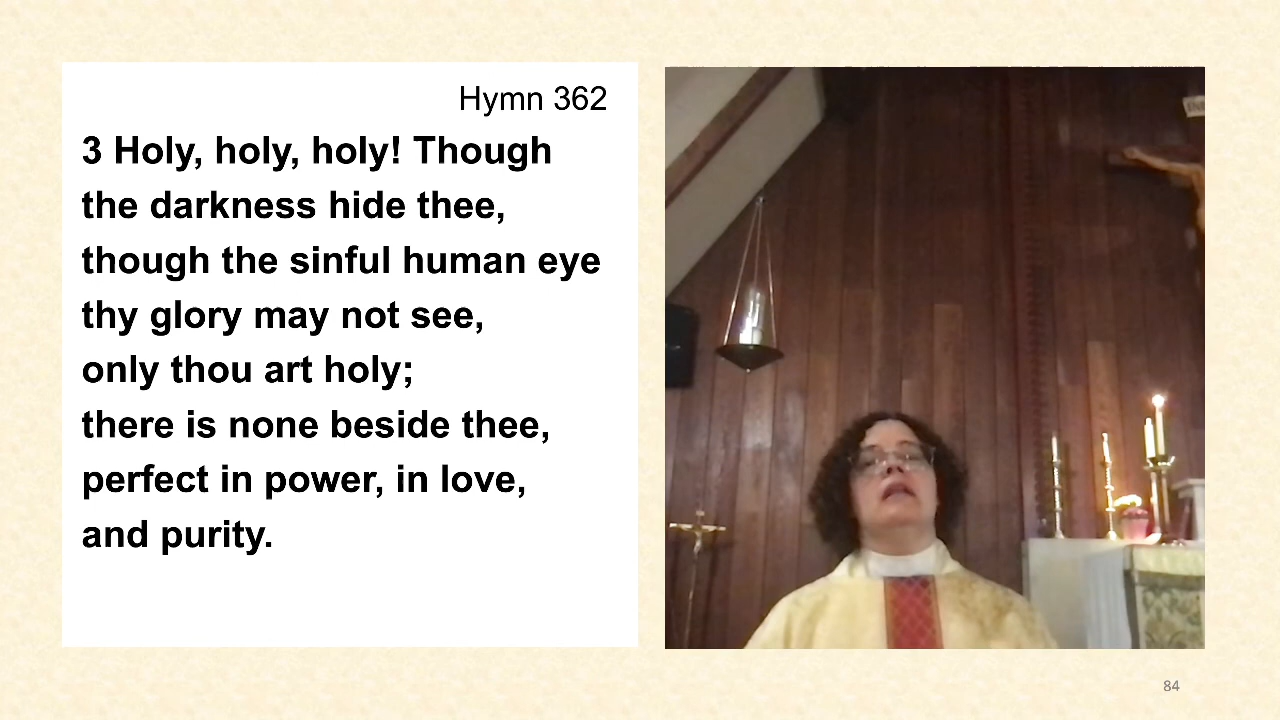 Hymn 362
3 Holy, holy, holy! Though
the darkness hide thee,
though the sinful human eye
thy glory may not see,
only thou art holy;
there is none beside thee,
perfect in power, in love,
and purity.
84